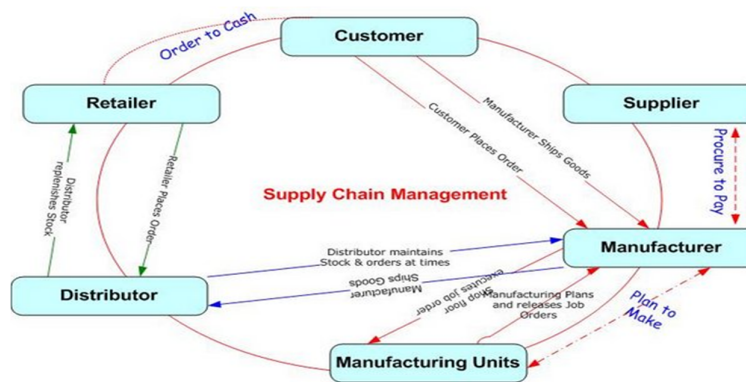 Order to Cash
Customer
Retailer
Supplier
Customer Places Order
Manufacturer Ships Goods
Procure to Pay
Distributor
replenishes Stock
Retailer Paces Order
Supply Chain Management
Manufacturer
Distributor maintains
Stock & orders at times
Manufacturer
Ships Goods
Shop floor
executes job order
Manufacturing Plans
and releases Job
Orders
Plan to
Make
Distributor
Manufacturing Units